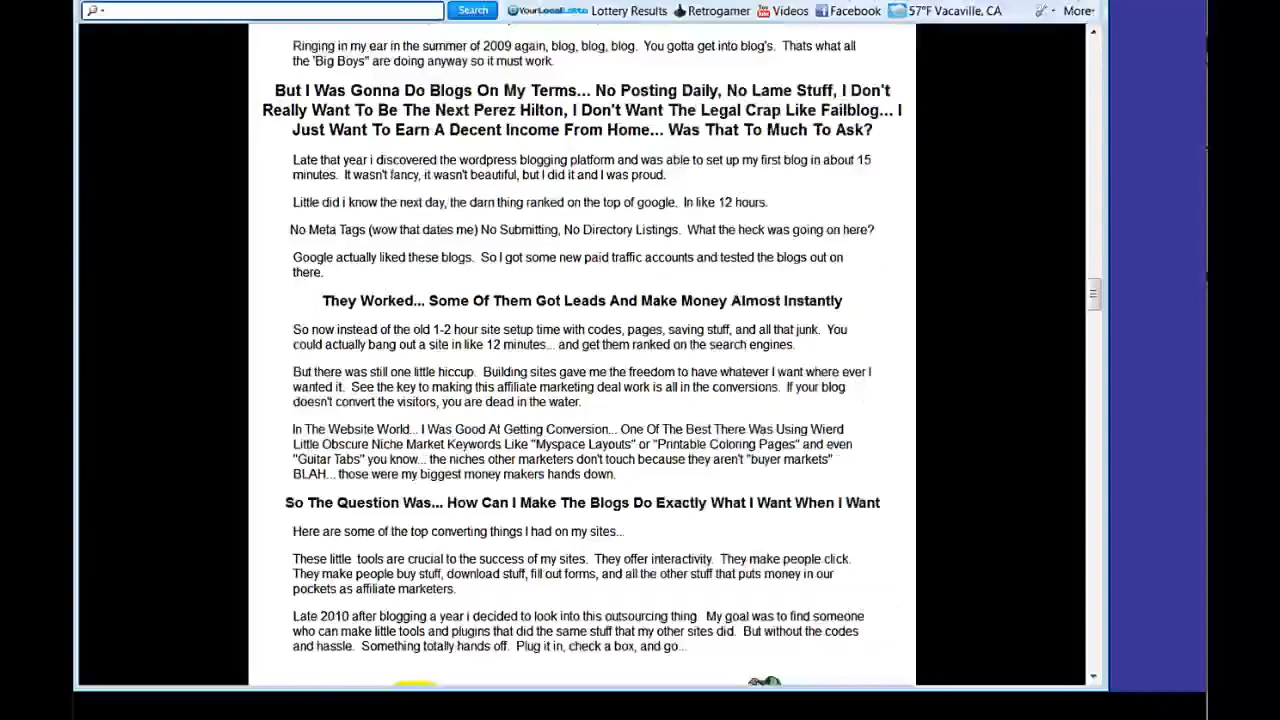 Search YourLocalLotto Lottery Results Retrogamer Videos Facebook 57°F Vacaville, CA More
Ringing in my ear in the summer of 2009 again, blog, blog, blog. You gotta get into blog's. Thats what all
the "Big Boys" are doing anyway so it must work.
But I Was Gonna Do Blogs On My Terms... No Posting Daily, No Lame Stuff, I Don't
Really Want To Be The Next Perez Hilton, I Don't Want The Legal Crap Like Failblog... I
Just Want To Earn A Decent Income From Home... Was That To Much To Ask?
Late that year i discovered the wordpress blogging platform and was able to set up my first blog in about 15
minutes. It wasn't fancy, it wasn't beautiful, but I did it and I was proud.
Little did i know the next day, the darn thing ranked on the top of google. In like 12 hours.
No Meta Tags (wow that dates me) No Submitting, No Directory Listings. What the heck was going on here?
Google actually liked these blogs. So I got some new paid traffic accounts and tested the blogs out on
there.
They Worked... Some Of Them Got Leads And Make Money Almost Instantly
So now instead of the old 1-2 hour site setup time with codes, pages, saving stuff, and all that junk. You
could actually bang out a site in like 12 minutes... and get them ranked on the search engines.
But there was still one little hiccup. Building sites gave me the freedom to have whatever I want where ever I
wanted it. See the key to making this affiliate marketing deal work is all in the conversions. If your blog
doesn't convert the visitors, you are dead in the water.
In The Website World... I Was Good At Getting Conversion... One Of The Best There Was Using Wierd
Little Obscure Niche Market Keywords Like "Myspace Layouts" or "Printable Coloring Pages" and even
"Guitar Tabs" you know... the niches other marketers don't touch because they aren't "buyer markets"
BLAH... those were my biggest money makers hands down.
So The Question Was... How Can I Make The Blogs Do Exactly What I Want When I Want
Here are some of the top converting things I had on my sites...
These little tools are crucial to the success of my sites. They offer interactivity. They make people click.
They make people buy stuff, download stuff, fill out forms, and all the other stuff that puts money in our
pockets as affiliate marketers.
Late 2010 after blogging a year i decided to look into this outsourcing thing. My goal was to find someone
who can make little tools and plugins that did the same stuff that my other sites did. But without the codes
and hassle. Something totally hands off. Plug it in, check a box, and go...